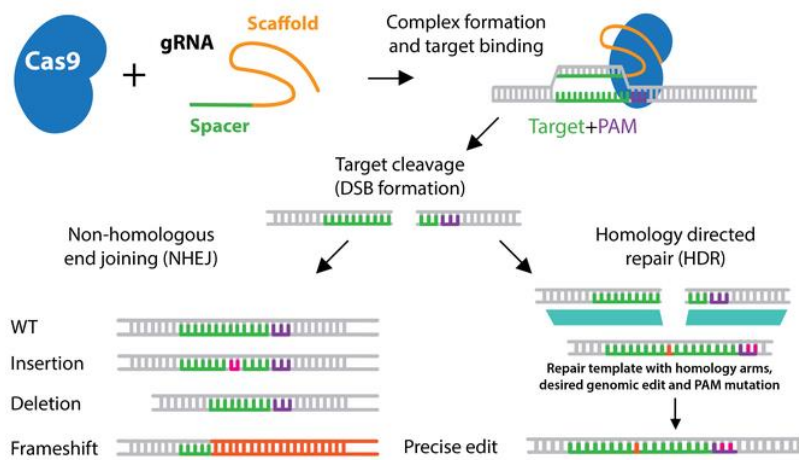 Cas9
+
gRNA
Scaffold
Spacer
Complex formation
and target binding
Target+PAM
Target cleavage
(DSB formation)
Non-homologous
end joining (NHEJ)
Homology directed
repair (HDR)
WT
Insertion
Deletion
Frameshift
Repair template with homology arms,
desired genomic edit and PAM mutation
Precise edit